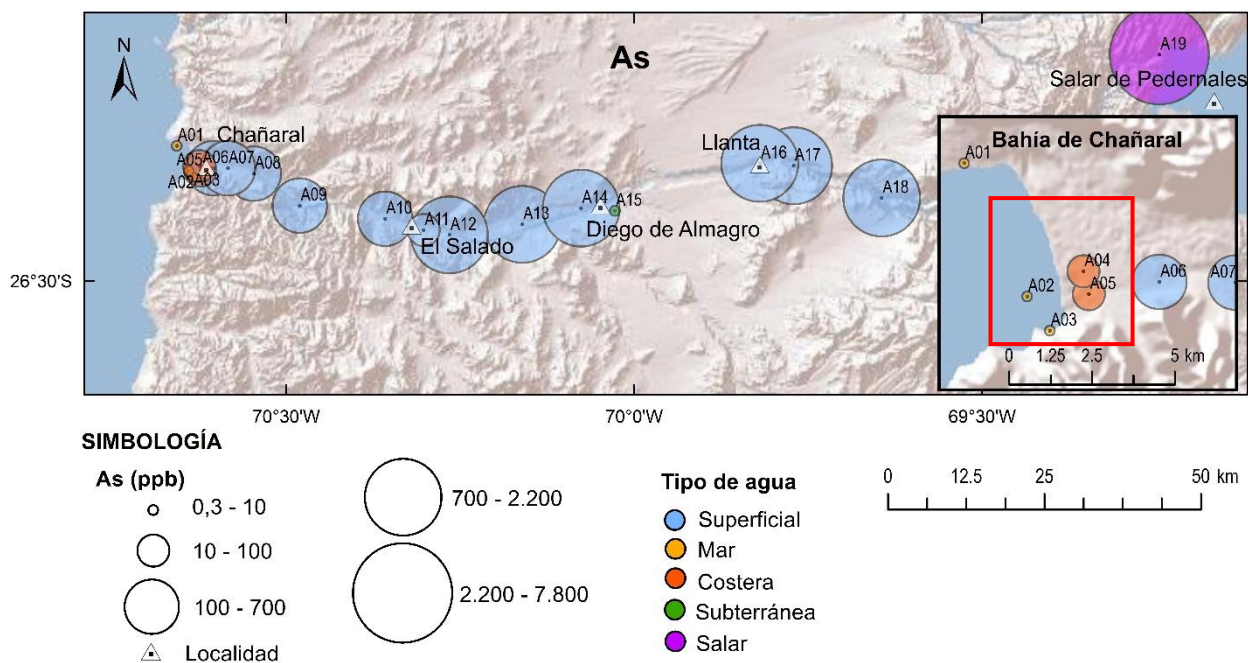 As
N
A19
Salar de Pedernales
A01
Chañaral
A05 A06 A07 A08
A02 A03
A09
A10
A11
A12
El Salado
A13
A14
A15
Diego de Almagro
Llanta
A16
A17
A18
Bahía de Chañaral
A01
A04
A02
A05
A06
A07
A03
0 1.25 2.5 5 km
26°30'S
70°30'W 70°0'W 69°30'W
SIMBOLOGÍA
As (ppb)
0,3 - 10
10 - 100
100 - 700
Localidad
700 - 2.200
2.200 - 7.800
Tipo de agua
Superficial
Mar
Costera
Subterránea
Salar
0 12.5 25 50 km